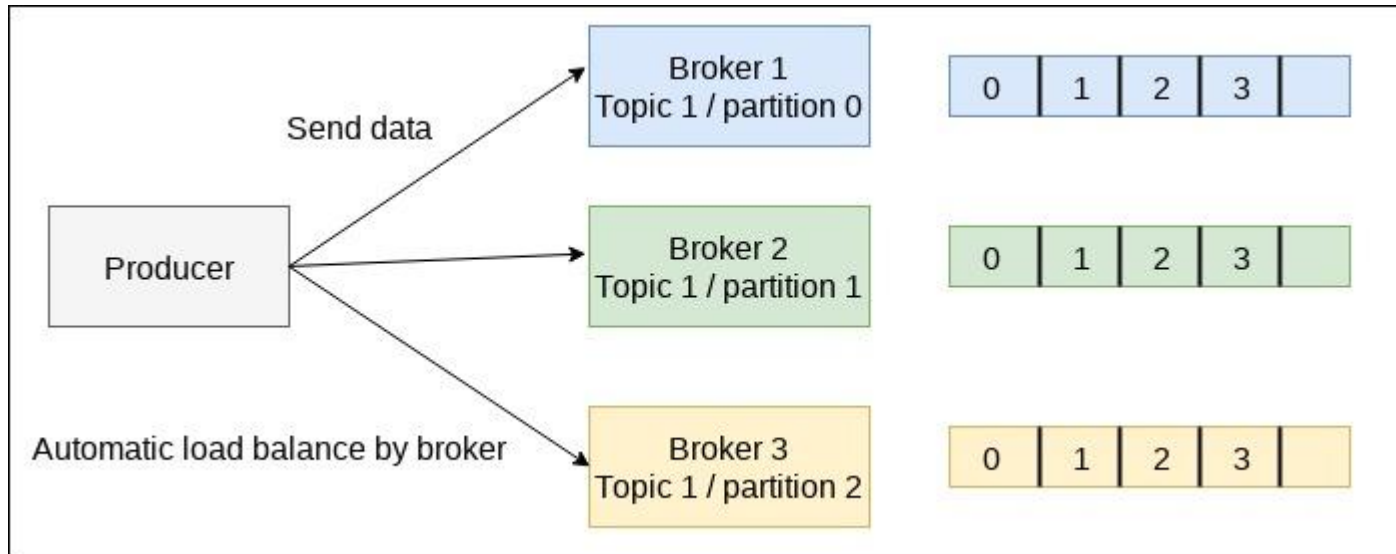 Broker 1
Topic 1 / partition 0
0 1 2 3
Send data
Producer
Broker 2
Topic 1 / partition 1
0 1 2 3
Automatic load balance by broker
Broker 3
Topic 1 / partition 2
0 1 2 3